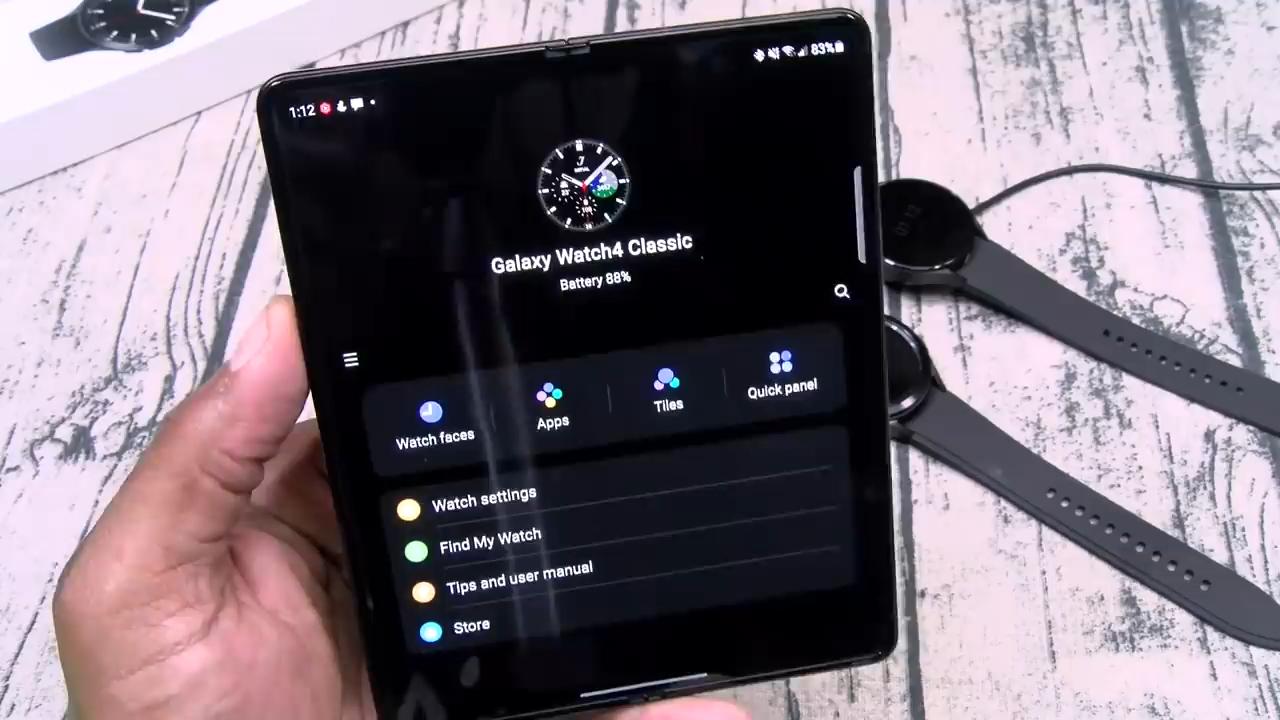 1:12
83%
Galaxy Watch4 Classic
Battery 88%
Watch faces
Apps
Tiles
Quick panel
Watch settings
Find My Watch
Tips and user manual
Store